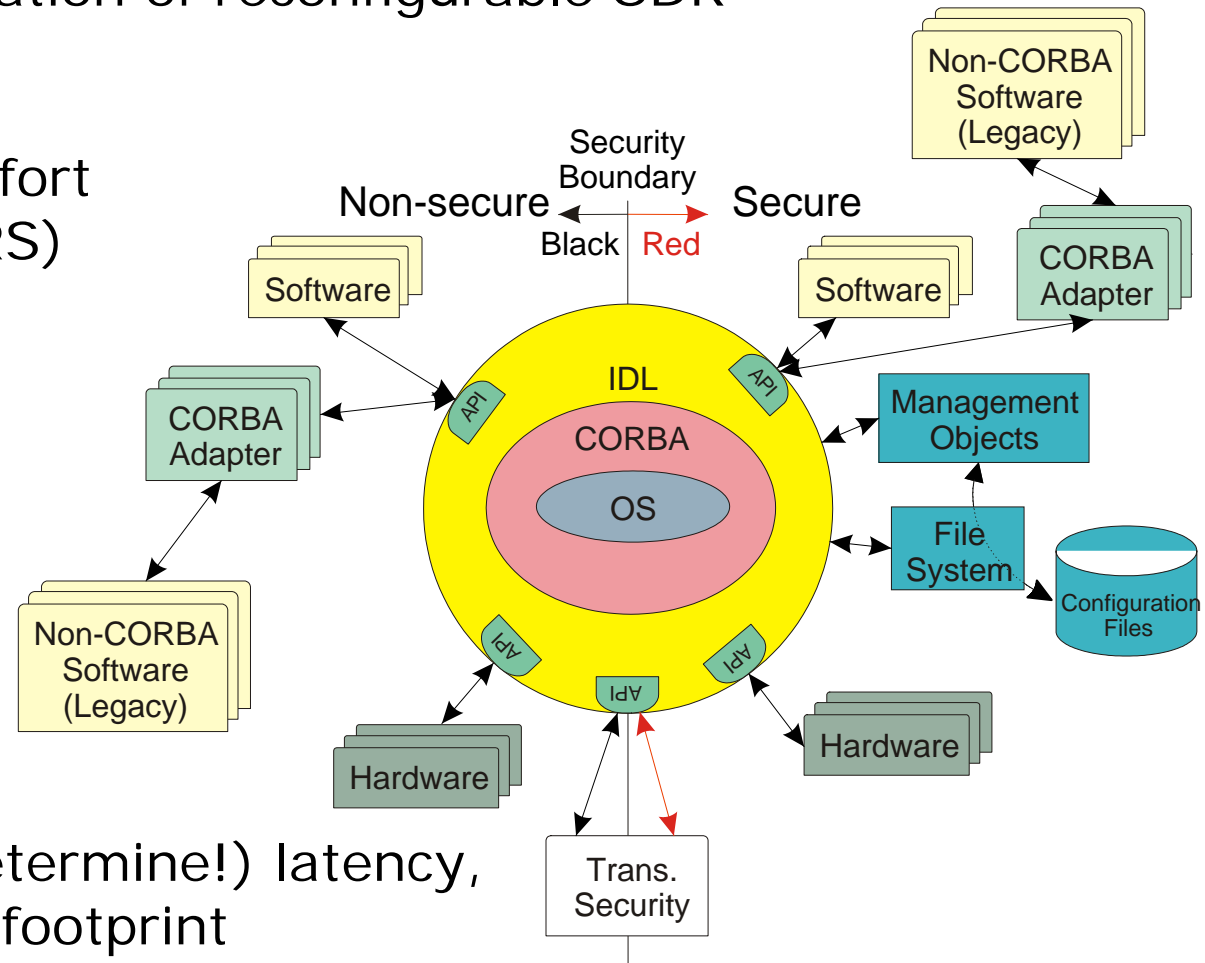 SDR
Non-CORBA
Software
(Legacy)
Security
Boundary
Non-secure
Secure
Black
Red
CORBA
Adapter
Software
Software
IDL
API
API
CORBA
Adapter
CORBA
OS
Management
Objects
File
System
Configuration
Files
Non-CORBA
Software
(Legacy)
API
API
API
Hardware
Hardware
etermine!) latency,
footprint
Trans.
Security